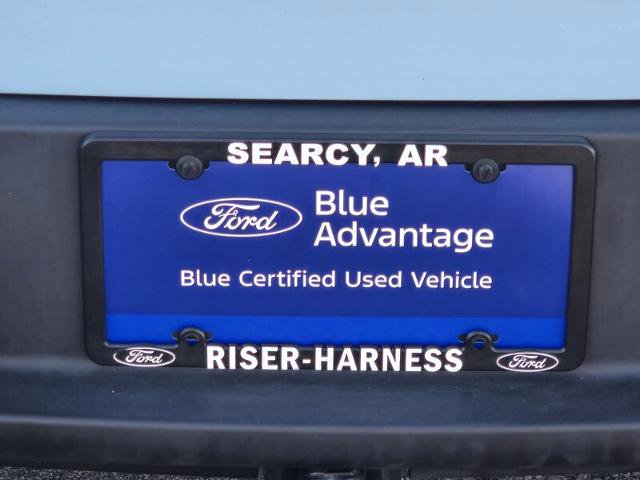 SEARCY, AR
Ford
Blue
Advantage
Blue Certified Used Vehicle
Ford RISER-HARNESS Ford